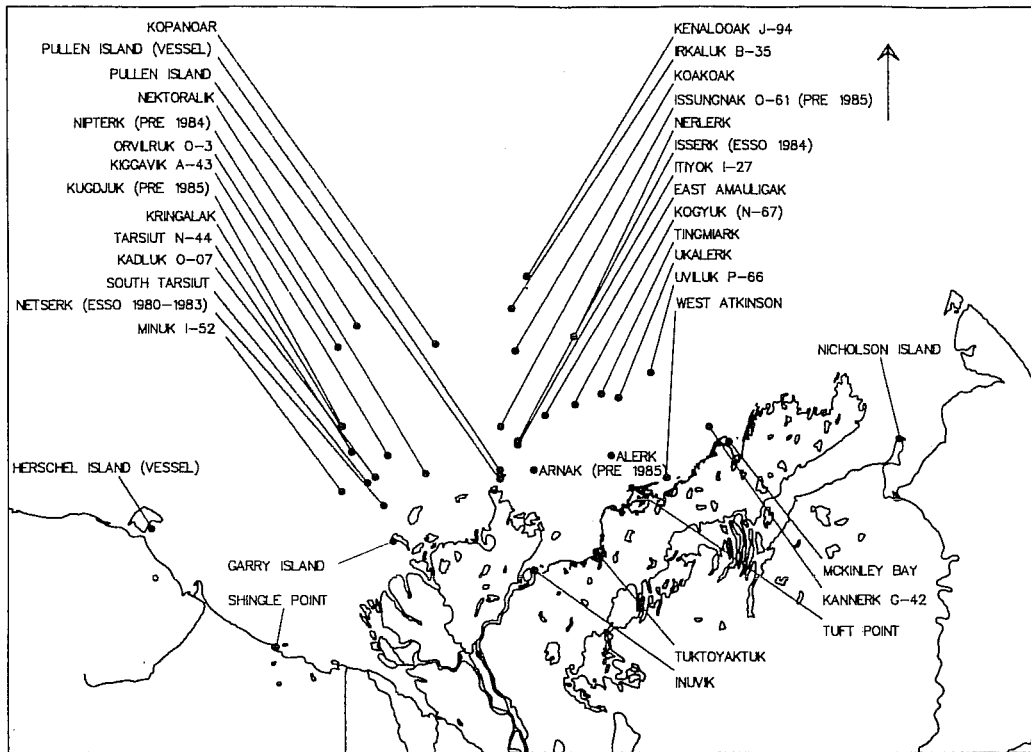 KOPANOAR
PULLEN ISLAND (VESSEL)
PULLEN ISLAND
NEKTORALIK
NIPTERK (PRE 1984)
ORVILRUK O-3
KIGGAVIK A-43
KUGDJUK (PRE 1985)
KRINGALAK
TARSIUT N-44
KADLUK O-07
SOUTH TARSIUT
NETSERK (ESSO 1980-1983)
MINUK I-52
KENALOOAK J-94
IRKALUK B-35
KOAKOAK
ISSUNGNAK O-61 (PRE 1985)
NERLERK
ISSERK (ESSO 1984)
ITIYOK I-27
EAST AMAULIGAK
KOGYUK (N-67)
TINGMIARK
UKALERK
UVILUK P-66
WEST ATKINSON
NICHOLSON ISLAND
HERSCHEL ISLAND (VESSEL)
ALERK
ARNAK (PRE 1985)
GARRY ISLAND
SHINGLE POINT
MCKINLEY BAY
KANNERK G-42
TUFT POINT
TUKTOYAKTUK
INUVIK